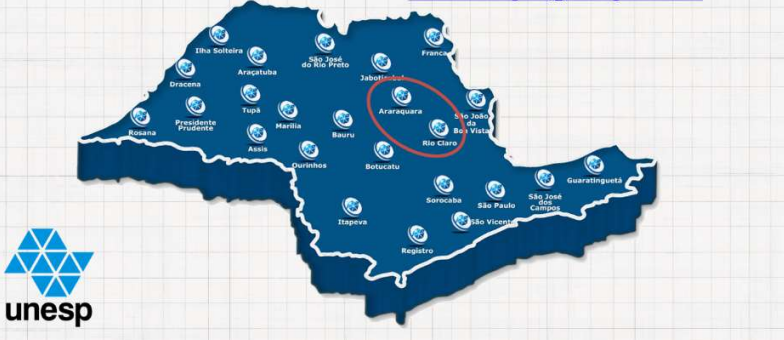 Ilha Solteira
São José
do Rio Preto
Franca
Araçatuba
Jaboticabal
Dracena
Araraquara
São João
da
Boa Vista
Tupã
Marília
Presidente
Prudente
Rosana
Bauru
Rio Claro
Assis
Ourinhos
Botucatu
Guaratinguetá
Sorocaba
São Paulo
São José
dos
Campos
Itapeva
São Vicente
Registro
unesp